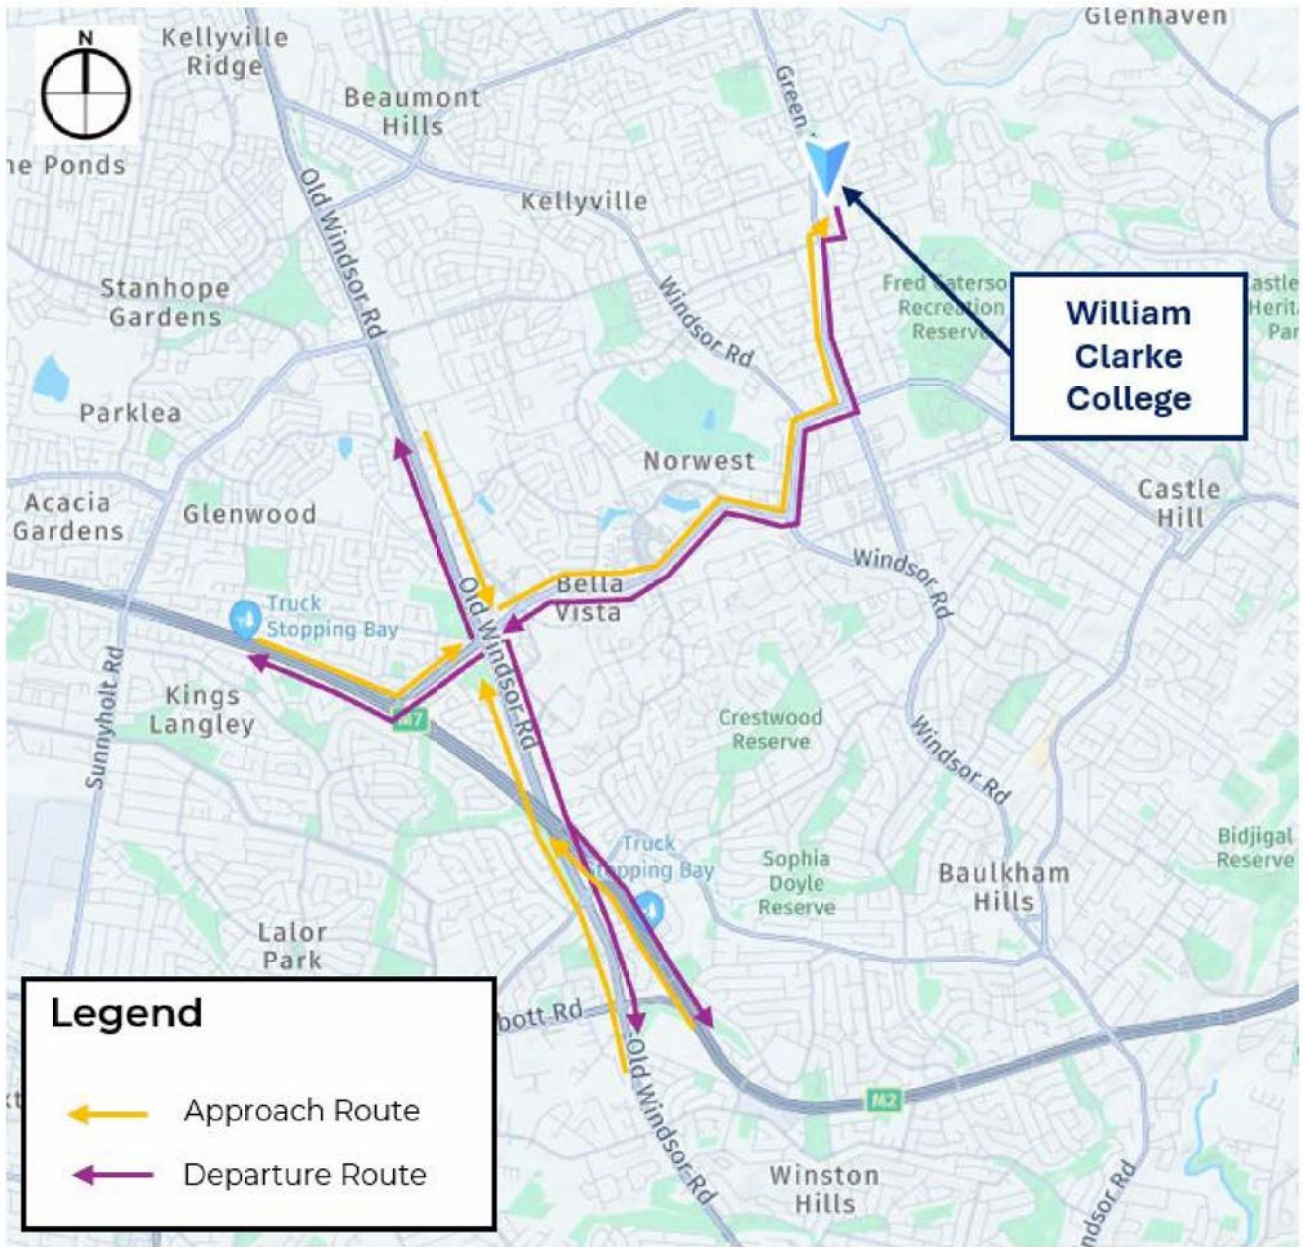 Glenhaven
N
Kellyville
Ridge
Beaumont
Hills
Green
he Ponds
Old Windsor Rd
Kellyville
Stanhope
Gardens
Windsor Rd
Recreation
Reserve
William
Clarke
College
Parklea
Norwest
Acacia
Gardens
Glenwood
Castle
Hill
Windsor Rd
Bella
Vista
Truck
Stopping Bay
Old Windsor Rd
Sunnyholt Rd
Kings
Langley
M7
Crestwood
Reserve
Windsor Rd
Truck
Stopping Bay
Sophia
Doyle
Reserve
Baulkham
Hills
Bidjigal
Reserve
Lalor
Park
bott Rd
Old Windsor Rd
M2
Winston
Hills
ndsor Rd
Legend
Approach Route
Departure Route